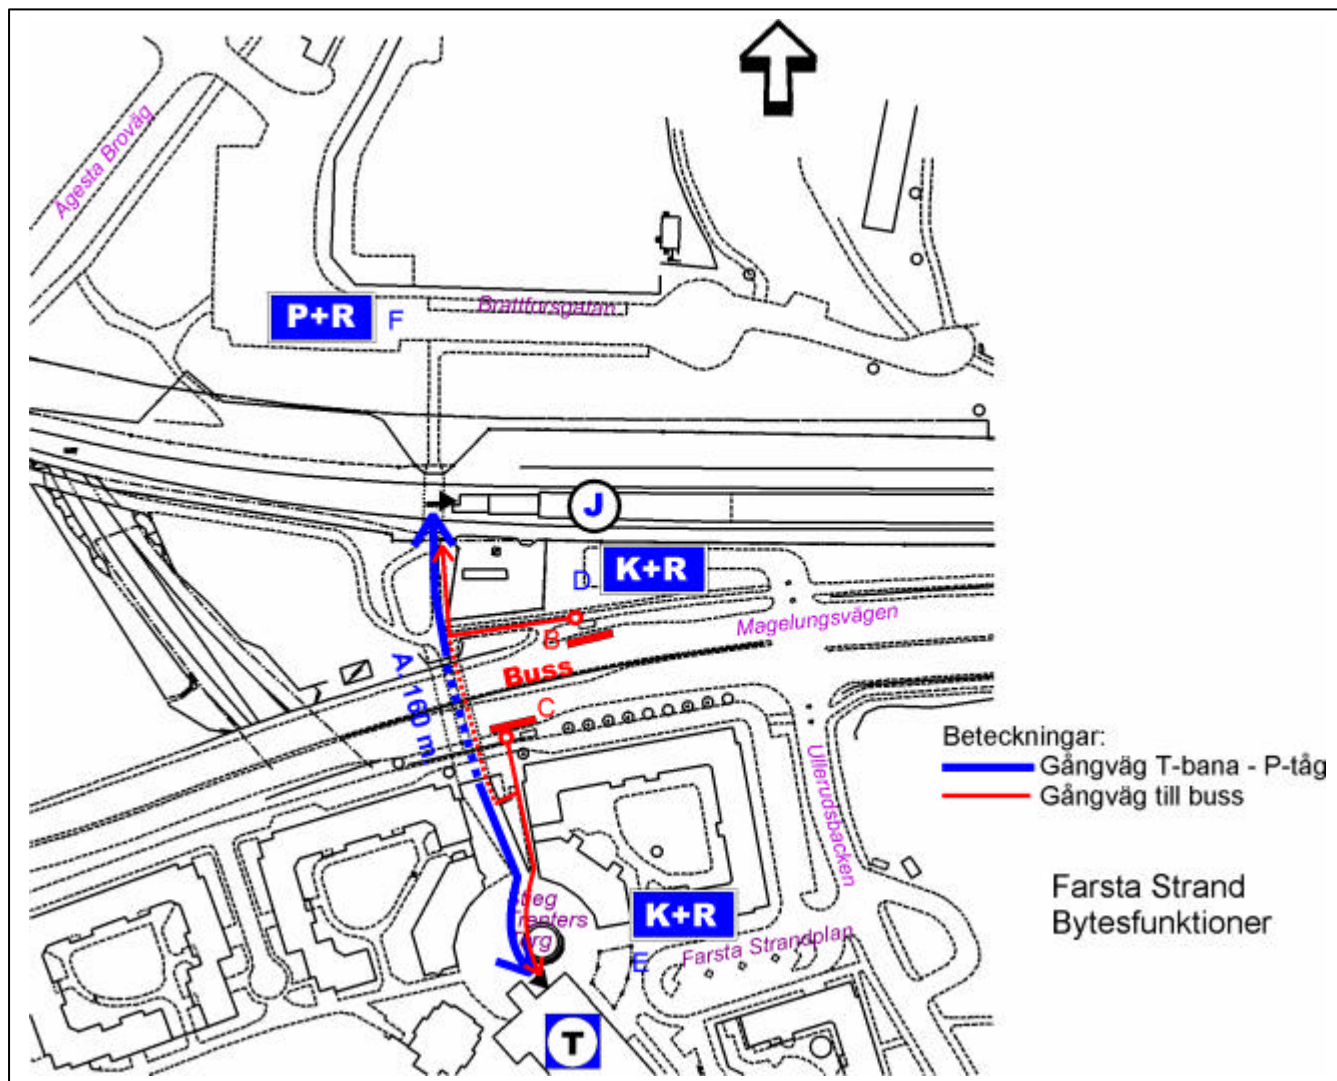 Ågesta Broväg
P+R
F
Brattforsgatan
J
D
K+R
Magelungsvägen
B
Buss
C
A. 160 m
Ullerudsbacken
Beteckningar:
Gångväg T-bana - P-tåg
Gångväg till buss
Farsta Strand
Bytesfunktioner
K+R
E
Farsta Strandplan
T